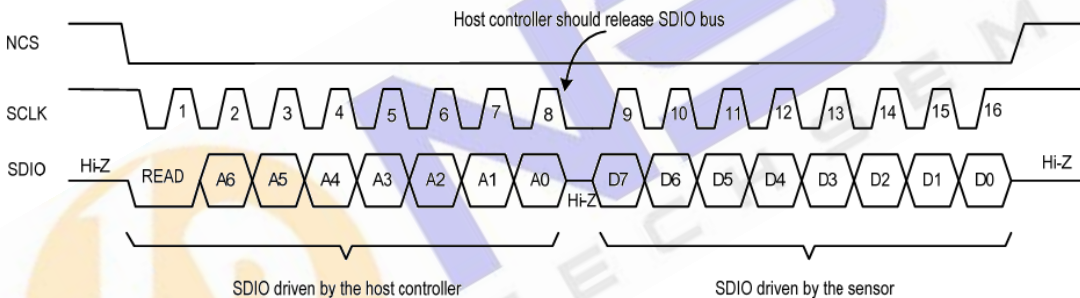 Host controller should release SDIO bus
NCS
SCLK 1 2 3 4 5 6 7 8 9 10 11 12 13 14 15 16
SDIO Hi-Z READ A6 A5 A4 A3 A2 A1 A0 Hi-Z D7 D6 D5 D4 D3 D2 D1 D0 Hi-Z
SDIO driven by the host controller SDIO driven by the sensor